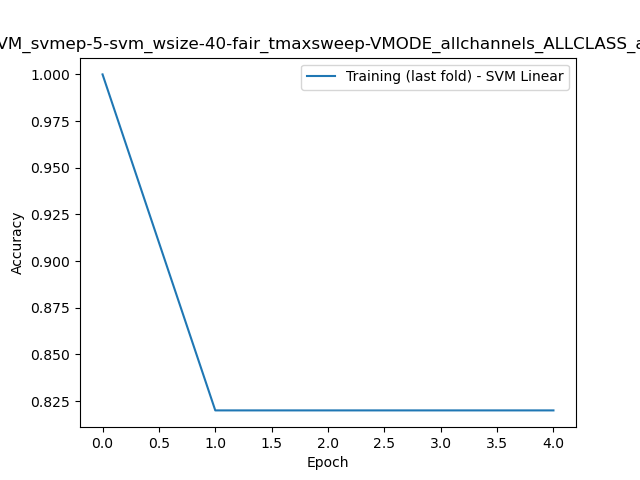 VM_svmep-5-svm_wsize-40-fair_tmaxsweep-VMODE_allchannels_ALLCLASS_a
Training (last fold) - SVM Linear
1.000
0.975
0.950
0.925
0.900
0.875
0.850
0.825
Accuracy
0.0 0.5 1.0 1.5 2.0 2.5 3.0 3.5 4.0
Epoch